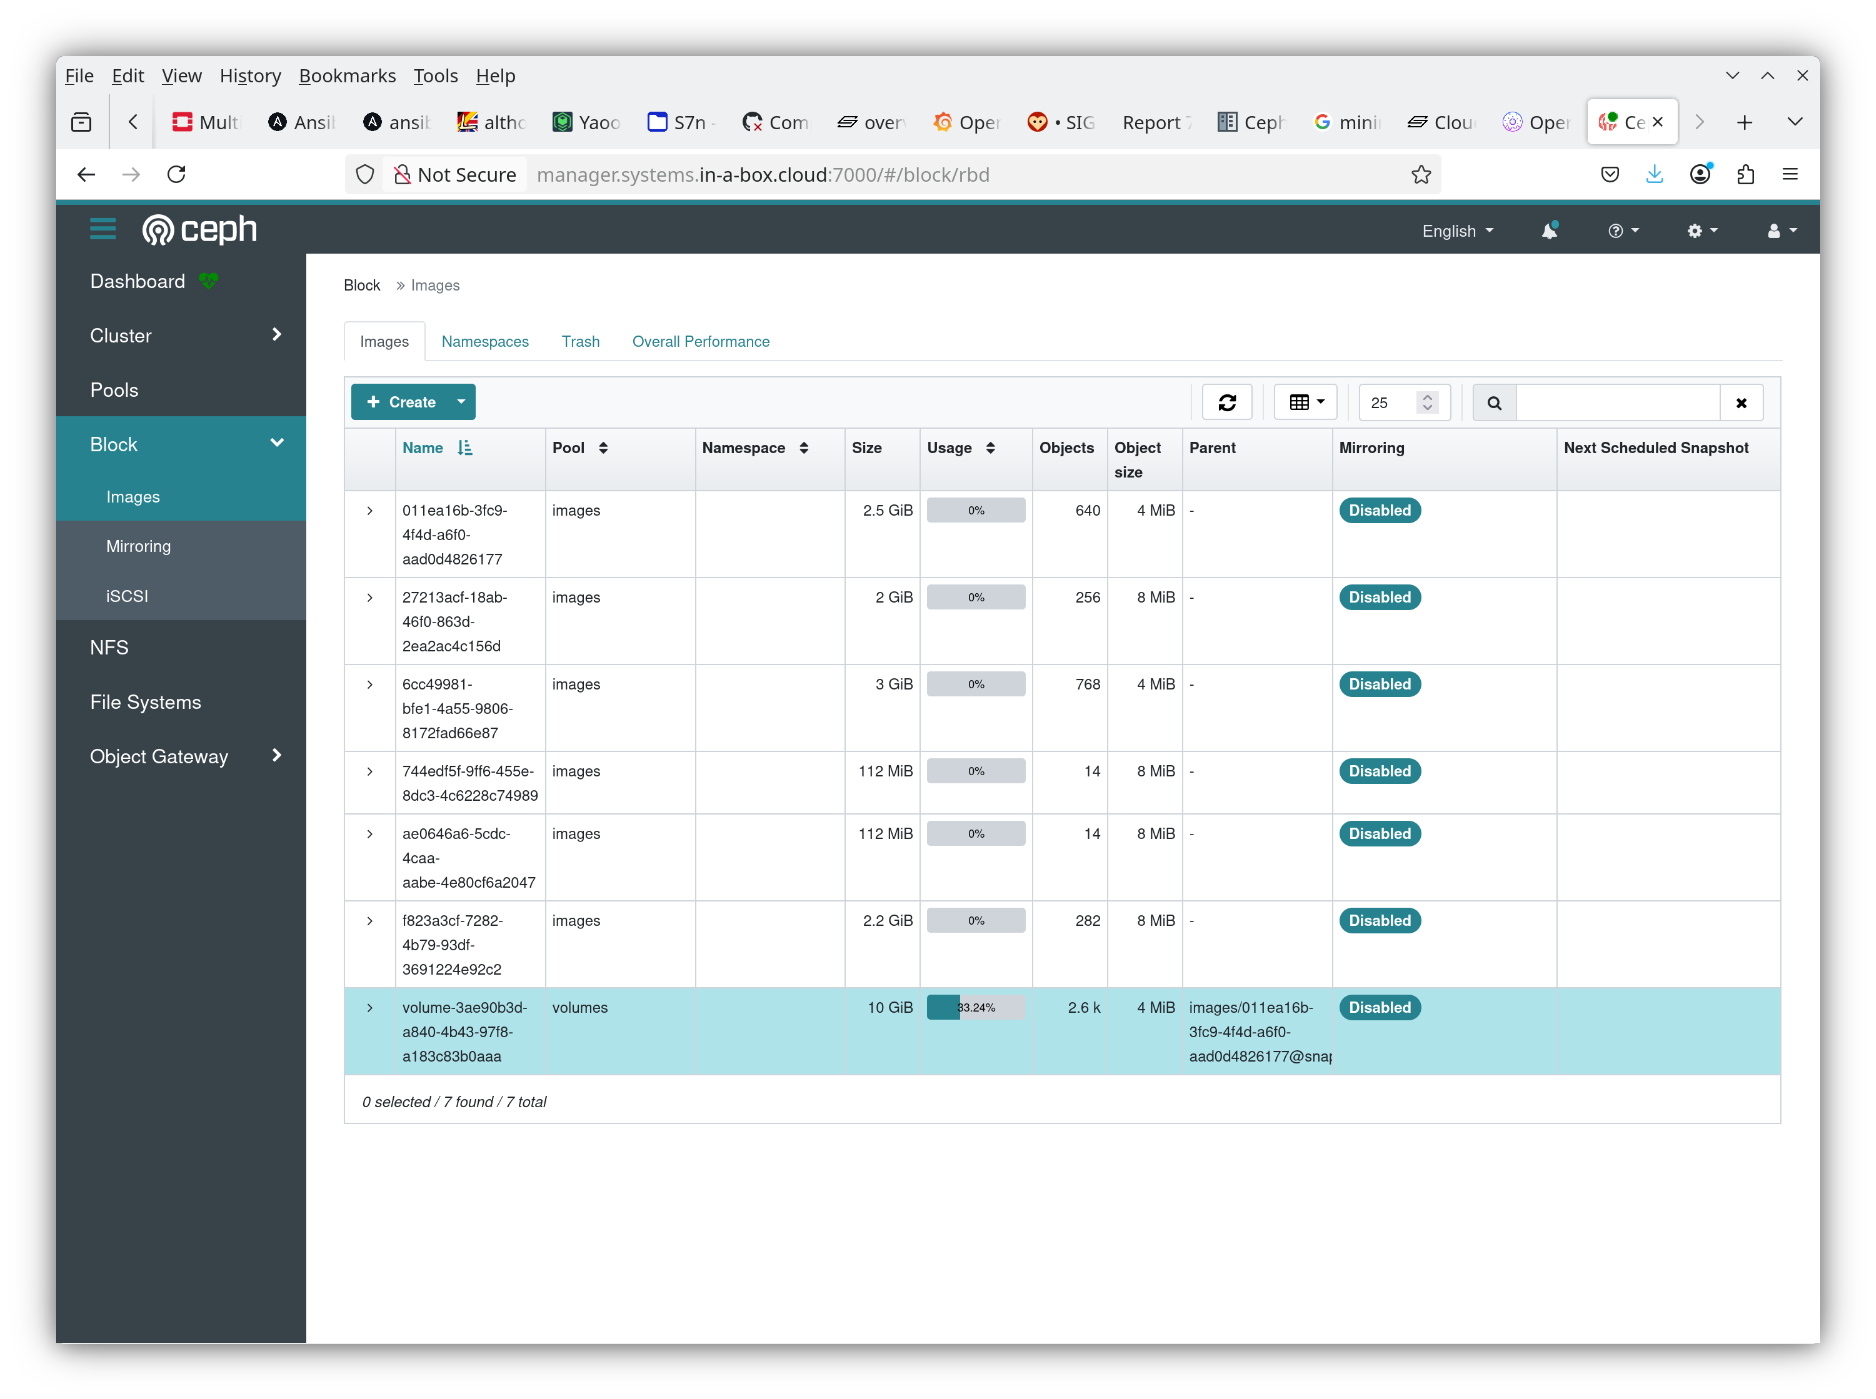 File Edit View History Bookmarks Tools Help
Mult Ansil ansib altho Yaoo S7n - Com over Oper • SIG Report 7 Ceph mini Clou Oper Ce
Not Secure manager.systems.in-a-box.cloud:7000/#/block/rbd
ceph English
Dashboard
Cluster
Pools
Block
Images
Mirroring
iSCSI
NFS
File Systems
Object Gateway
Block » Images
Images Namespaces Trash Overall Performance
+ Create 25
Name Pool Namespace Size Usage Objects Object size Parent Mirroring Next Scheduled Snapshot
011ea16b-3fc9- images 2.5 GiB 0% 640 4 MiB - Disabled
4f4d-a6f0-
aad0d4826177
27213acf-18ab- images 2 GiB 0% 256 8 MiB - Disabled
46f0-863d-
2ea2ac4c156d
6cc49981- images 3 GiB 0% 768 4 MiB - Disabled
bfe1-4a55-9806-
8172fad66e87
744edf5f-9ff6-455e- images 112 MiB 0% 14 8 MiB - Disabled
8dc3-4c6228c74989
ae0646a6-5cdc- images 112 MiB 0% 14 8 MiB - Disabled
4caa-
aabe-4e80cf6a2047
f823a3cf-7282- images 2.2 GiB 0% 282 8 MiB - Disabled
4b79-93df-
3691224e92c2
volume-3ae90b3d- volumes 10 GiB 33.24% 2.6 k 4 MiB images/011ea16b- Disabled
a840-4b43-97f8- 3fc9-4f4d-a6f0-
a183c83b0aaa aad0d4826177@snap
0 selected / 7 found / 7 total